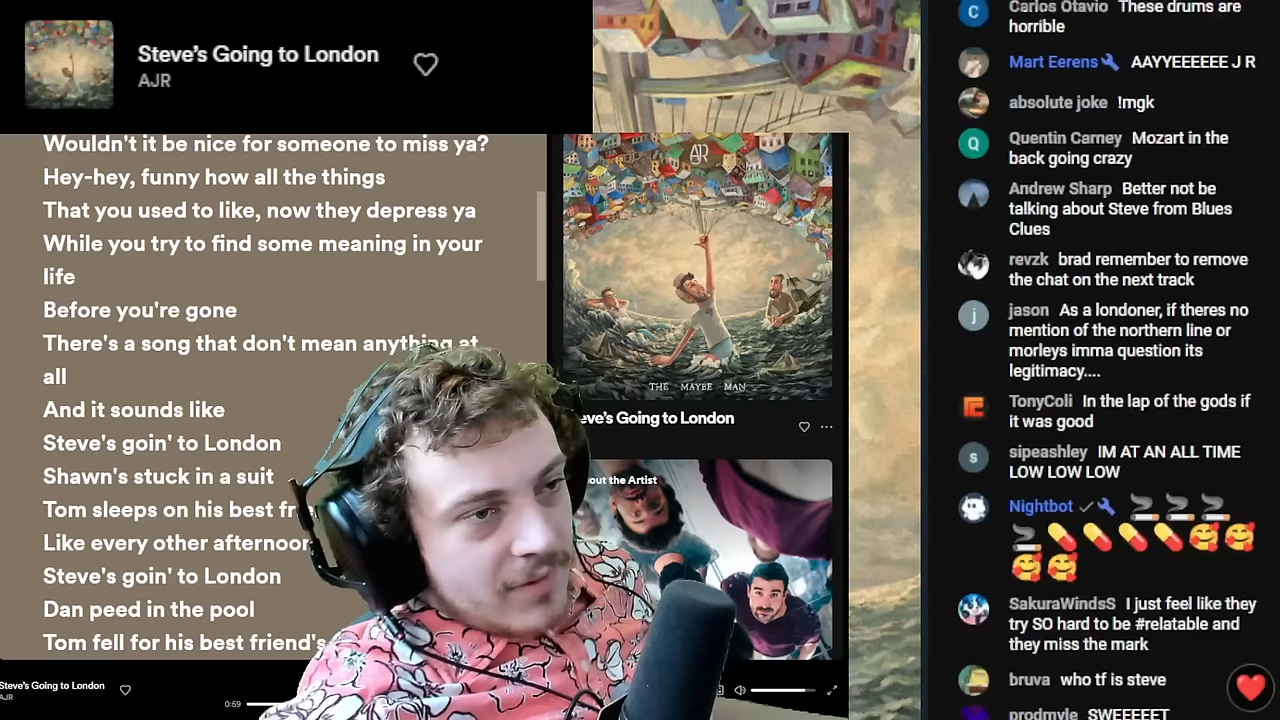 Steve's Going to London
AJR
Wouldn't it be nice for someone to miss ya?
Hey-hey, funny how all the things
That you used to like, now they depress ya
While you try to find some meaning in your
life
Before you're gone
There's a song that don't mean anything at
all
And it sounds like
Steve's goin' to London
Shawn's stuck in a suit
Tom sleeps on his best
Like every other afternoon
Steve's goin' to London
Dan peed in the pool
Tom fell for his best friend's
Steve's Going to London
AJR
0:59
AJR
THE MAYBE MAN
eve's Going to London
out the Artist
Carlos Otavio These drums are
horrible
Mart Eerens AAYYEEEEEE J R
absolute joke !mgk
Quentin Carney Mozart in the
back going crazy
Andrew Sharp Better not be
talking about Steve from Blues
Clues
revzk brad remember to remove
the chat on the next track
jason As a londoner, if theres no
mention of the northern line or
morleys imma question its
legitimacy....
TonyColi In the lap of the gods if
it was good
sipeashley IM AT AN ALL TIME
LOW LOW LOW
Nightbot
SakuraWindsS I just feel like they
try SO hard to be #relatable and
they miss the mark
bruva who tf is steve
prodmyle SWEEEEET